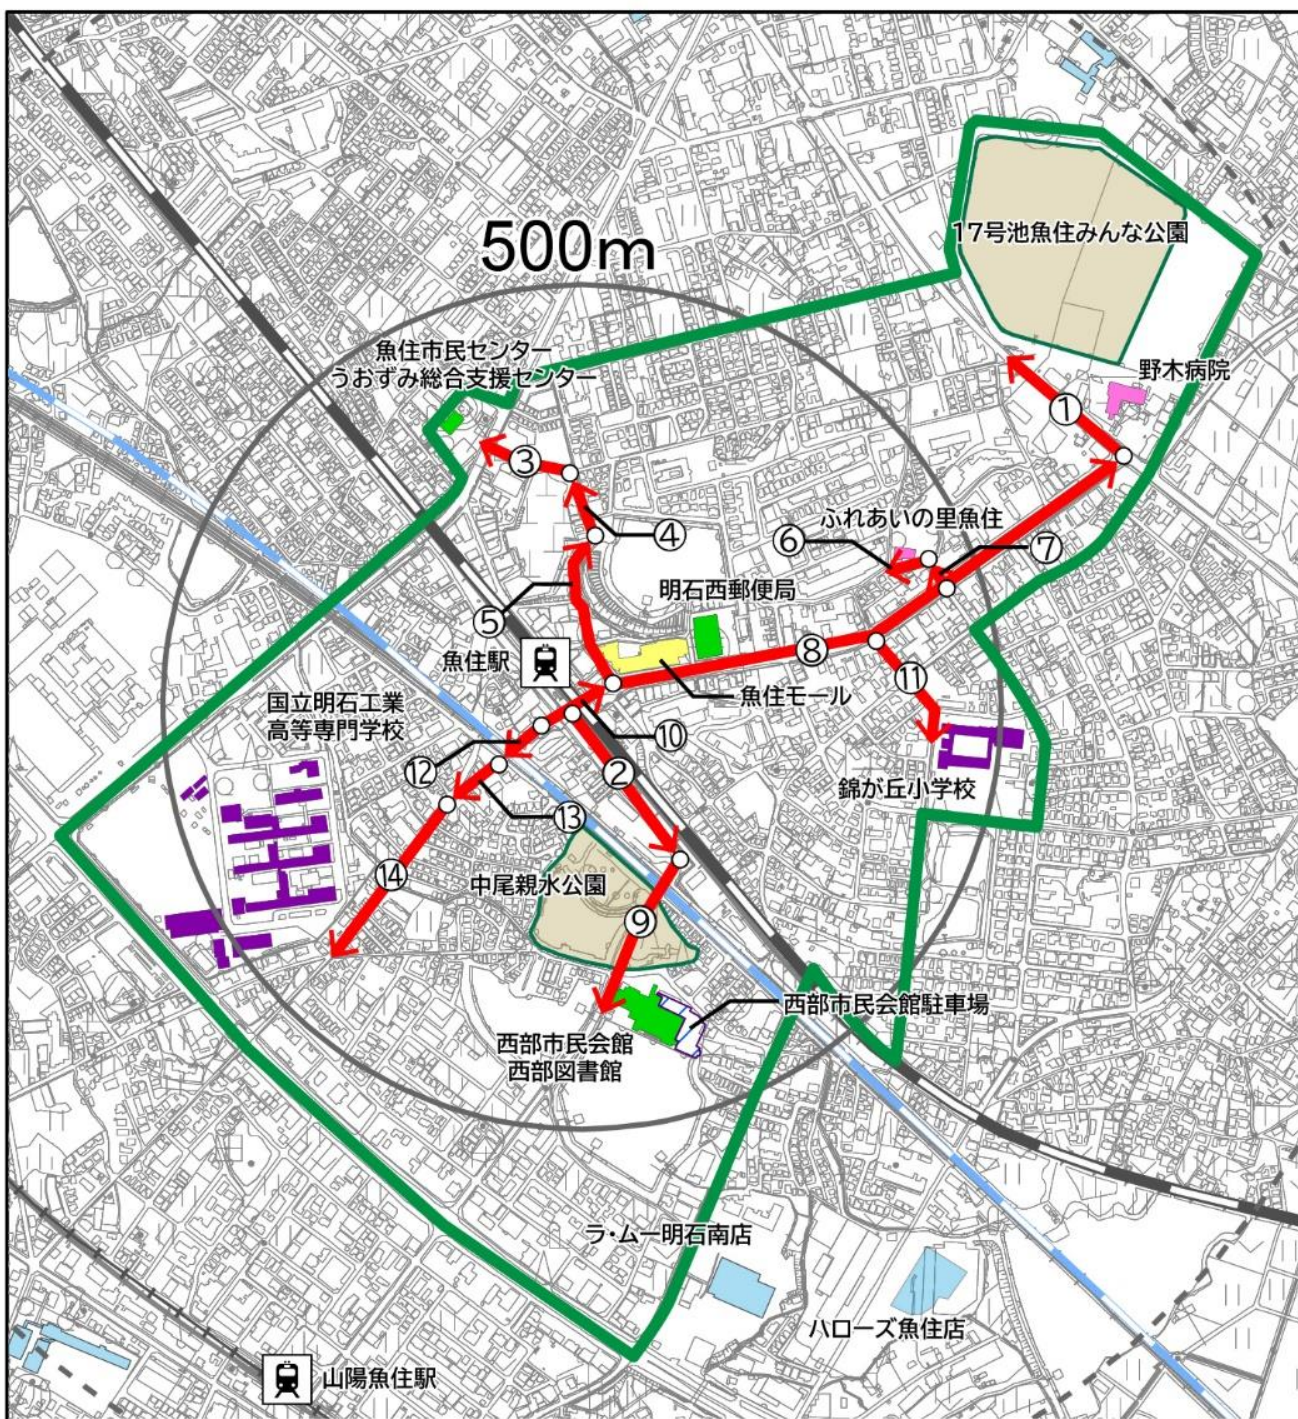 500m
17号池魚住みんな公園
魚住市民センター
うおずみ総合支援センター
野木病院
①
③
④
ふれあいの里魚住
⑥
⑦
明石西郵便局
⑤
魚住駅
⑧
魚住モール
⑪
国立明石工業
高等専門学校
⑩
⑫
②
錦が丘小学校
⑬
⑭
中尾親水公園
⑨
西部市民会館駐車場
西部市民会館
西部図書館
ラ・ムー明石南店
ハローズ魚住店
山陽魚住駅